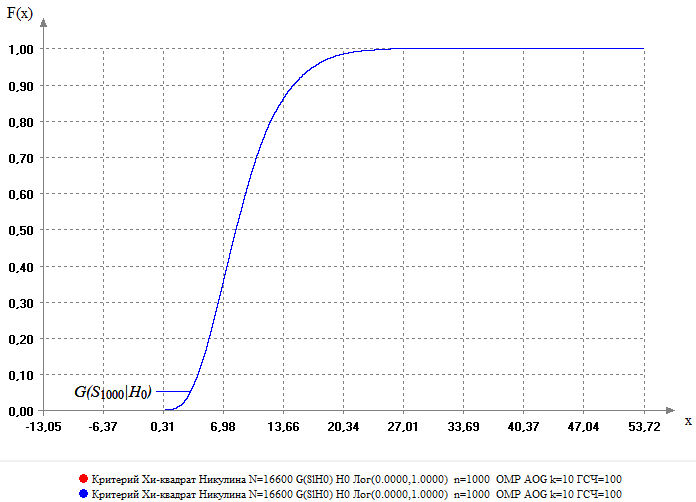 F(x)
1,00
0,90
0,80
0,70
0,60
0,50
0,40
0,30
0,20
0,10
G(S1000|H0)
0,00
x
-13,05 -6,37 0,31 6,98 13,66 20,34 27,01 33,69 40,37 47,04 53,72
Критерий Хи-квадрат Никулина N=16600 G(S|H0) H0 Лог(0.0000,1.0000) n=1000 ОМР AOG k=10 ГСЧ=100
Критерий Хи-квадрат Никулина N=16600 G(S|H0) H0 Лог(0.0000,1.0000) n=1000 ОМР AOG k=10 ГСЧ=100